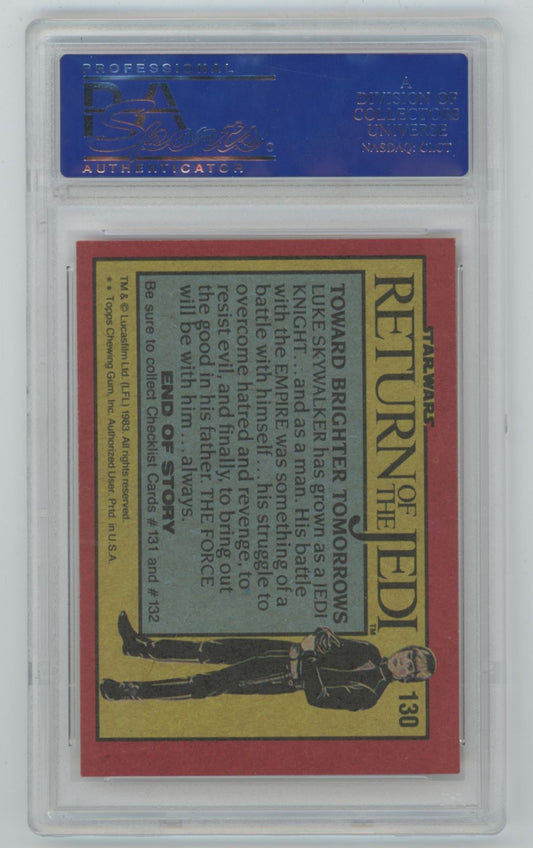 PROFESSIONAL
PSA
Sports
AUTHENTICATOR
A
DIVISION OF
COLLECTORS
UNIVERSE
NASDAQ: CLCT
STAR WARS
RETURN
OF
THE
JEDI
TM
130
TOWARD BRIGHTER TOMORROWS
LUKE SKYWALKER has grown as a JEDI
KNIGHT...and as a man. His battle
with the EMPIRE was something of a
battle with himself...his struggle to
overcome hatred and revenge, to
resist evil, and finally, to bring out
the good in his father. THE FORCE
will be with him...always.
END OF STORY
Be sure to collect Checklist Cards #131 and #132
TM & © Lucasfilm Ltd. (LFL) 1983. All rights reserved.
** Topps Chewing Gum, Inc. Authorized User. Prtd. in U.S.A.